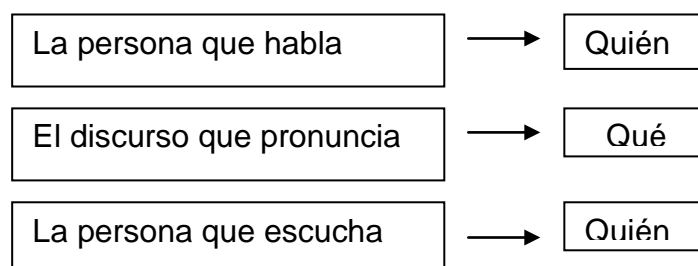 La persona que habla Quién
El discurso que pronuncia Qué
La persona que escucha Quién